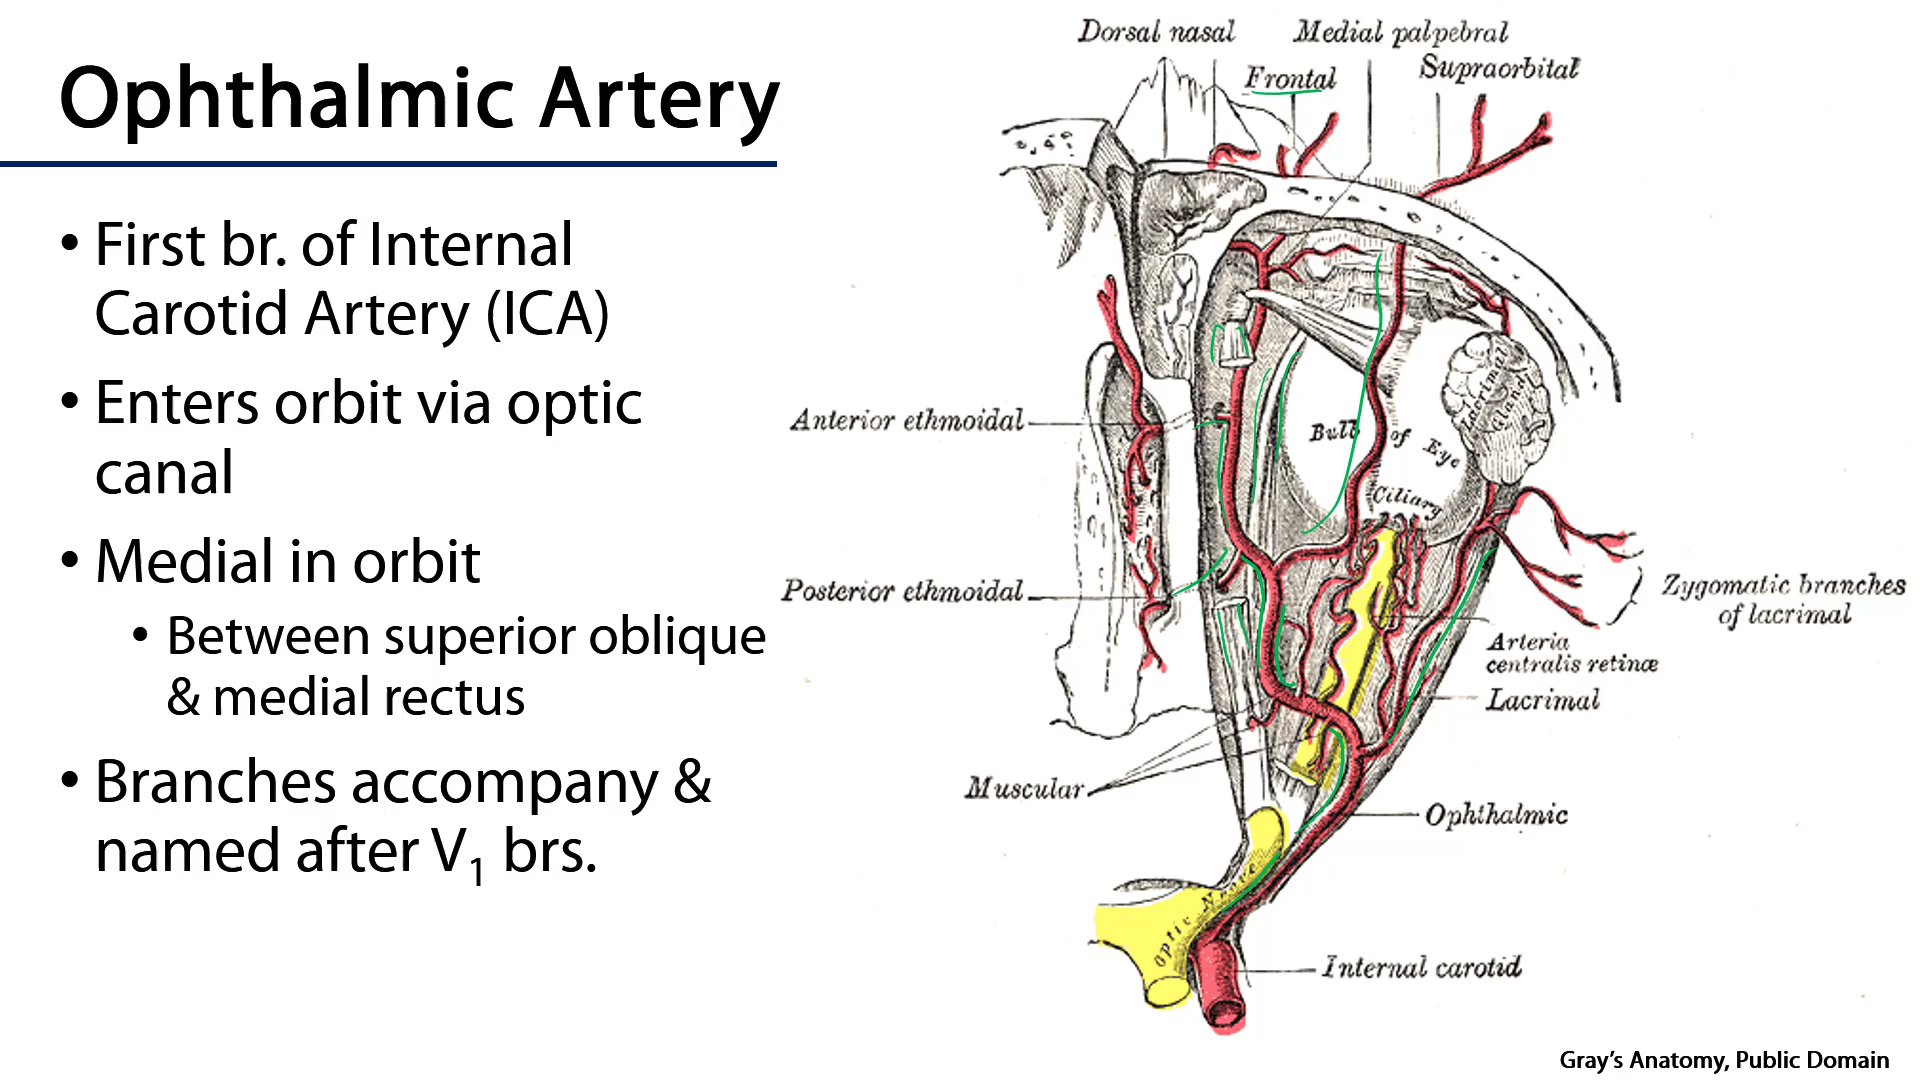 Ophthalmic Artery
• First br. of Internal
Carotid Artery (ICA)
• Enters orbit via optic
canal
• Medial in orbit
• Between superior oblique
& medial rectus
• Branches accompany &
named after V₁ brs.
Dorsal nasal
Medial palpebral
Frontal
Supraorbital
Lacrimal
Gland
Anterior ethmoidal
Bulb of Eye
Ciliary
Posterior ethmoidal
Zygomatic branches
of lacrimal
Arteria
centralis retinæ
Lacrimal
Muscular
Ophthalmic
Optic Nerve
Internal carotid
Gray's Anatomy, Public Domain